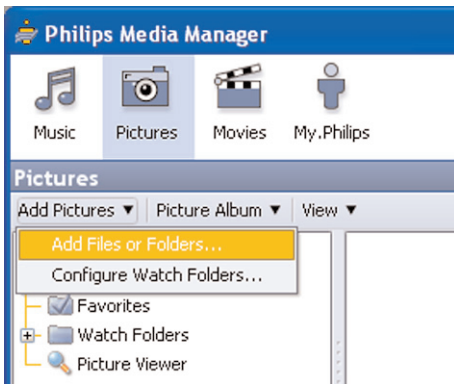 Philips Media Manager
Music Pictures Movies My.Philips
Pictures
Add Pictures ▼ Picture Album ▼ View ▼
Add Files or Folders...
Configure Watch Folders...
Favorites
Watch Folders
Picture Viewer